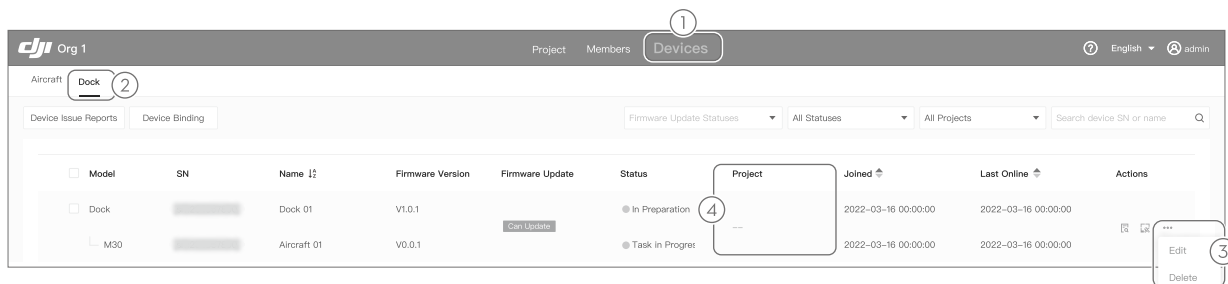 1
dji Org 1 Project Members Devices ? English admin
Aircraft Dock 2
Device Issue Reports Device Binding Firmware Update Statuses All Statuses All Projects Search device SN or name
Model SN Name Firmware Version Firmware Update Status Project Joined Last Online Actions
Dock Dock 01 V1.0.1 In Preparation 4 2022-03-16 00:00:00 2022-03-16 00:00:00
Can Update --- ...
M30 Aircraft 01 V0.0.1 Task in Progres 2022-03-16 00:00:00 2022-03-16 00:00:00
Edit 3
Delete